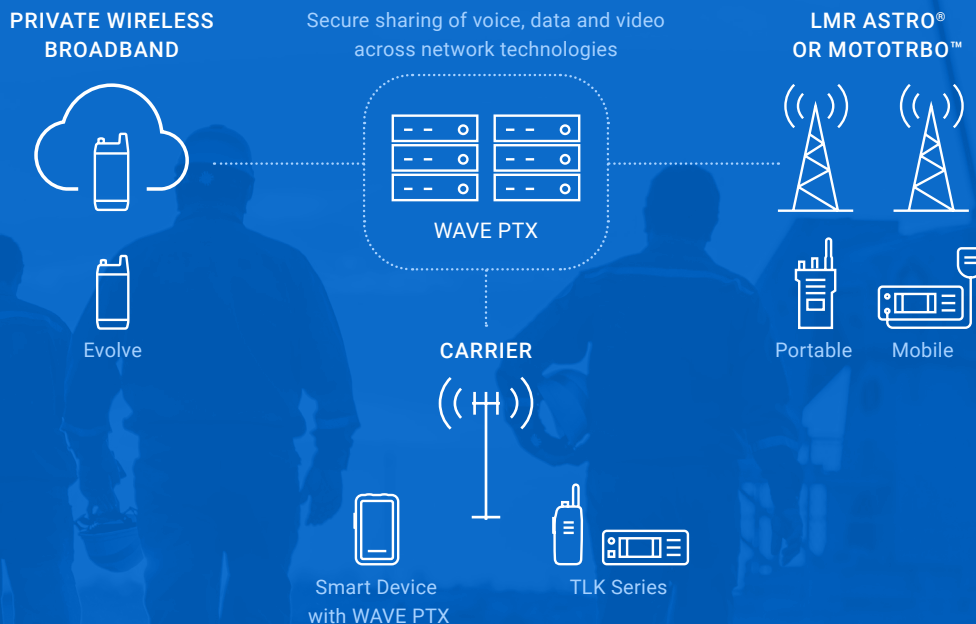 PRIVATE WIRELESS
BROADBAND
Secure sharing of voice, data and video
across network technologies
LMR ASTRO®
OR MOTOTRBO™
WAVE PTX
Evolve
CARRIER
Portable
Mobile
Smart Device
with WAVE PTX
TLK Series